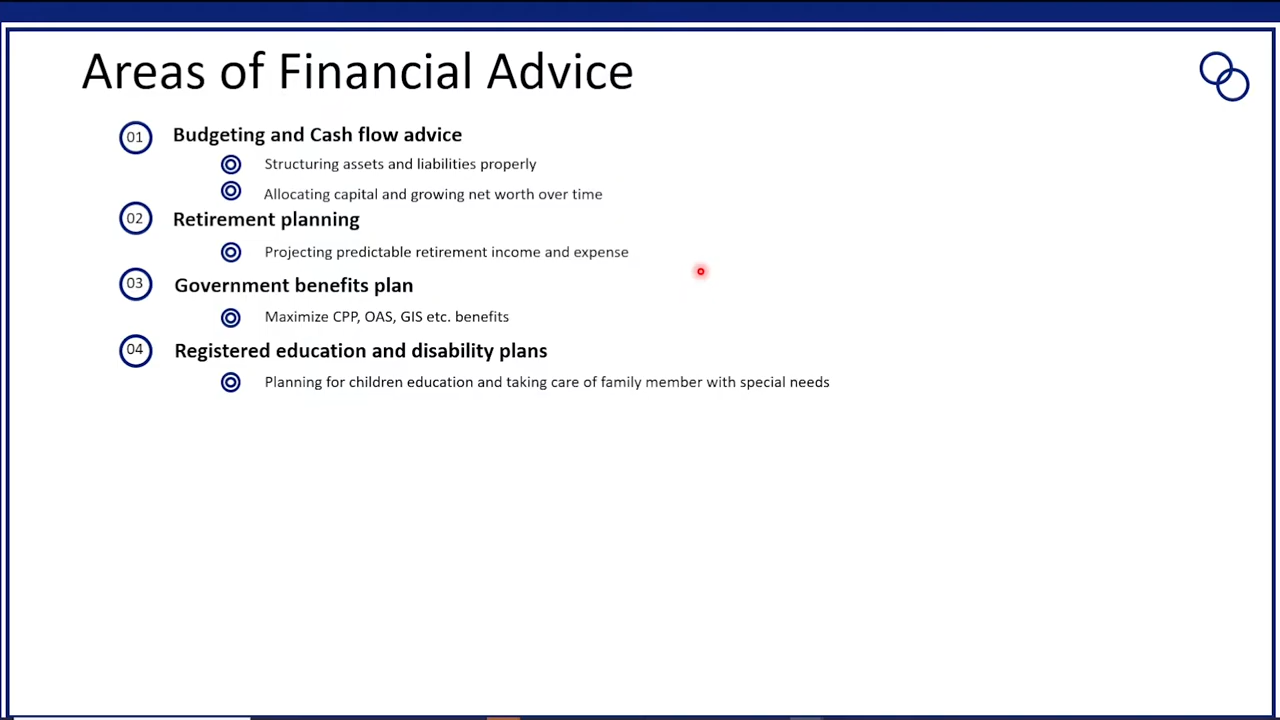 Areas of Financial Advice
01 Budgeting and Cash flow advice
Structuring assets and liabilities properly
Allocating capital and growing net worth over time
02 Retirement planning
Projecting predictable retirement income and expense
03 Government benefits plan
Maximize CPP, OAS, GIS etc. benefits
04 Registered education and disability plans
Planning for children education and taking care of family member with special needs